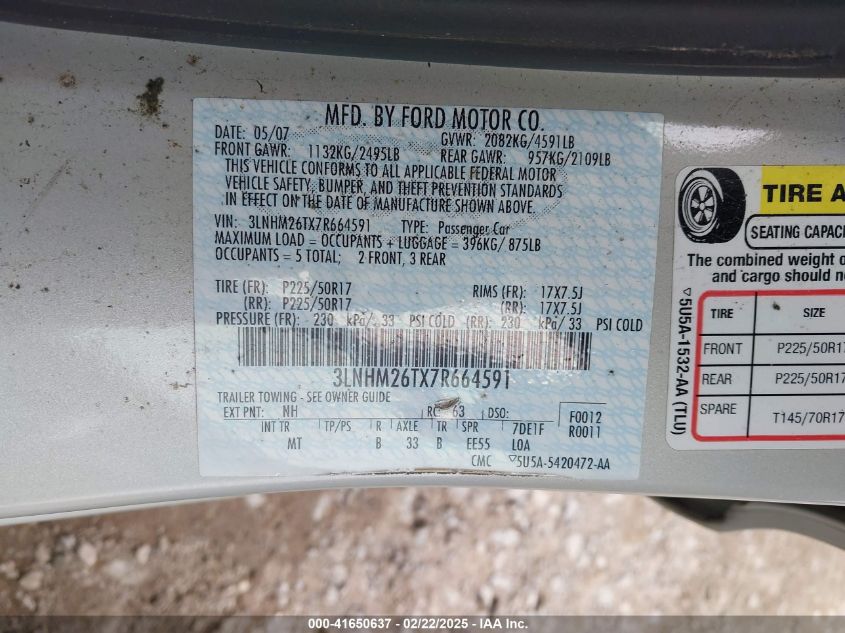 MFD. BY FORD MOTOR CO.
DATE: 05/07 GVWR: 2082KG/4591LB
FRONT GAWR: 1132KG/2495LB REAR GAWR: 957KG/2109LB
THIS VEHICLE CONFORMS TO ALL APPLICABLE FEDERAL MOTOR
VEHICLE SAFETY, BUMPER, AND THEFT PREVENTION STANDARDS
IN EFFECT ON THE DATE OF MANUFACTURE SHOWN ABOVE.
VIN: 3LNHM26TX7R664591 TYPE: Passenger Car
MAXIMUM LOAD = OCCUPANTS + LUGGAGE = 396KG/ 875LB
OCCUPANTS = 5 TOTAL; 2 FRONT, 3 REAR
TIRE (FR): P225/50R17 RIMS (FR): 17X7.5J
(RR): P225/50R17 (RR): 17X7.5J
PRESSURE (FR): 230 kPa/ 33 PSI COLD (RR): 230 kPa/ 33 PSI COLD
3LNHM26TX7R664591
TRAILER TOWING - SEE OWNER GUIDE
EXT PNT: NH RC: 63 DSO: F0012
INT TR TP/PS R AXLE TR SPR 7DE1F R0011
MT B 33 B EE55 LOA
CMC ▽5U5A-5420472-AA
TIRE A
SEATING CAPAC
The combined weight o
and cargo should n
▽5U5A-1532-AA (TLU)
TIRE SIZE
FRONT P225/50R17
REAR P225/50R17
SPARE T145/70R17
000-41650637 - 02/22/2025 - IAA Inc.